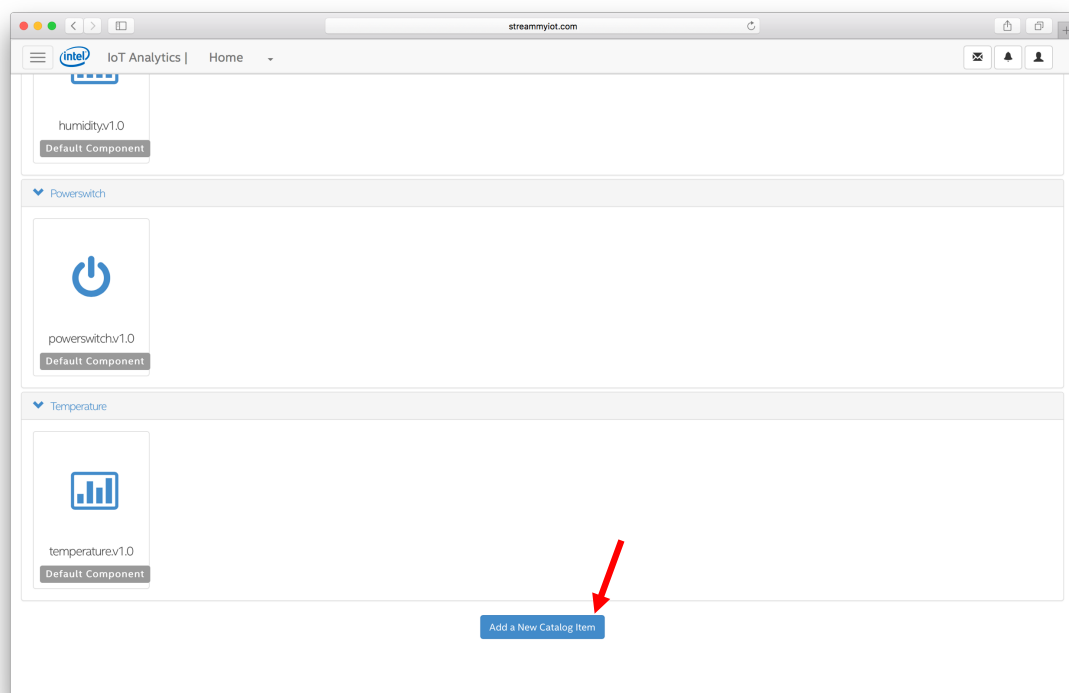 streammyiot.com
intel IoT Analytics | Home
humidity.v1.0
Default Component
Powerswitch
powerswitch.v1.0
Default Component
Temperature
temperature.v1.0
Default Component
Add a New Catalog Item